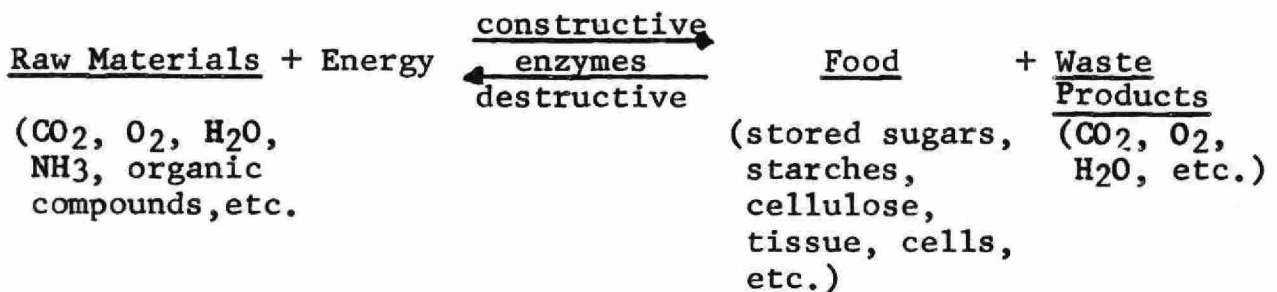 constructive
Raw Materials + Energy enzymes Food + Waste
destructive Products
(CO2, O2, H2O, (stored sugars, (CO2, O2,
NH3, organic starches, H2O, etc.)
compounds,etc. cellulose,
tissue, cells,
etc.)